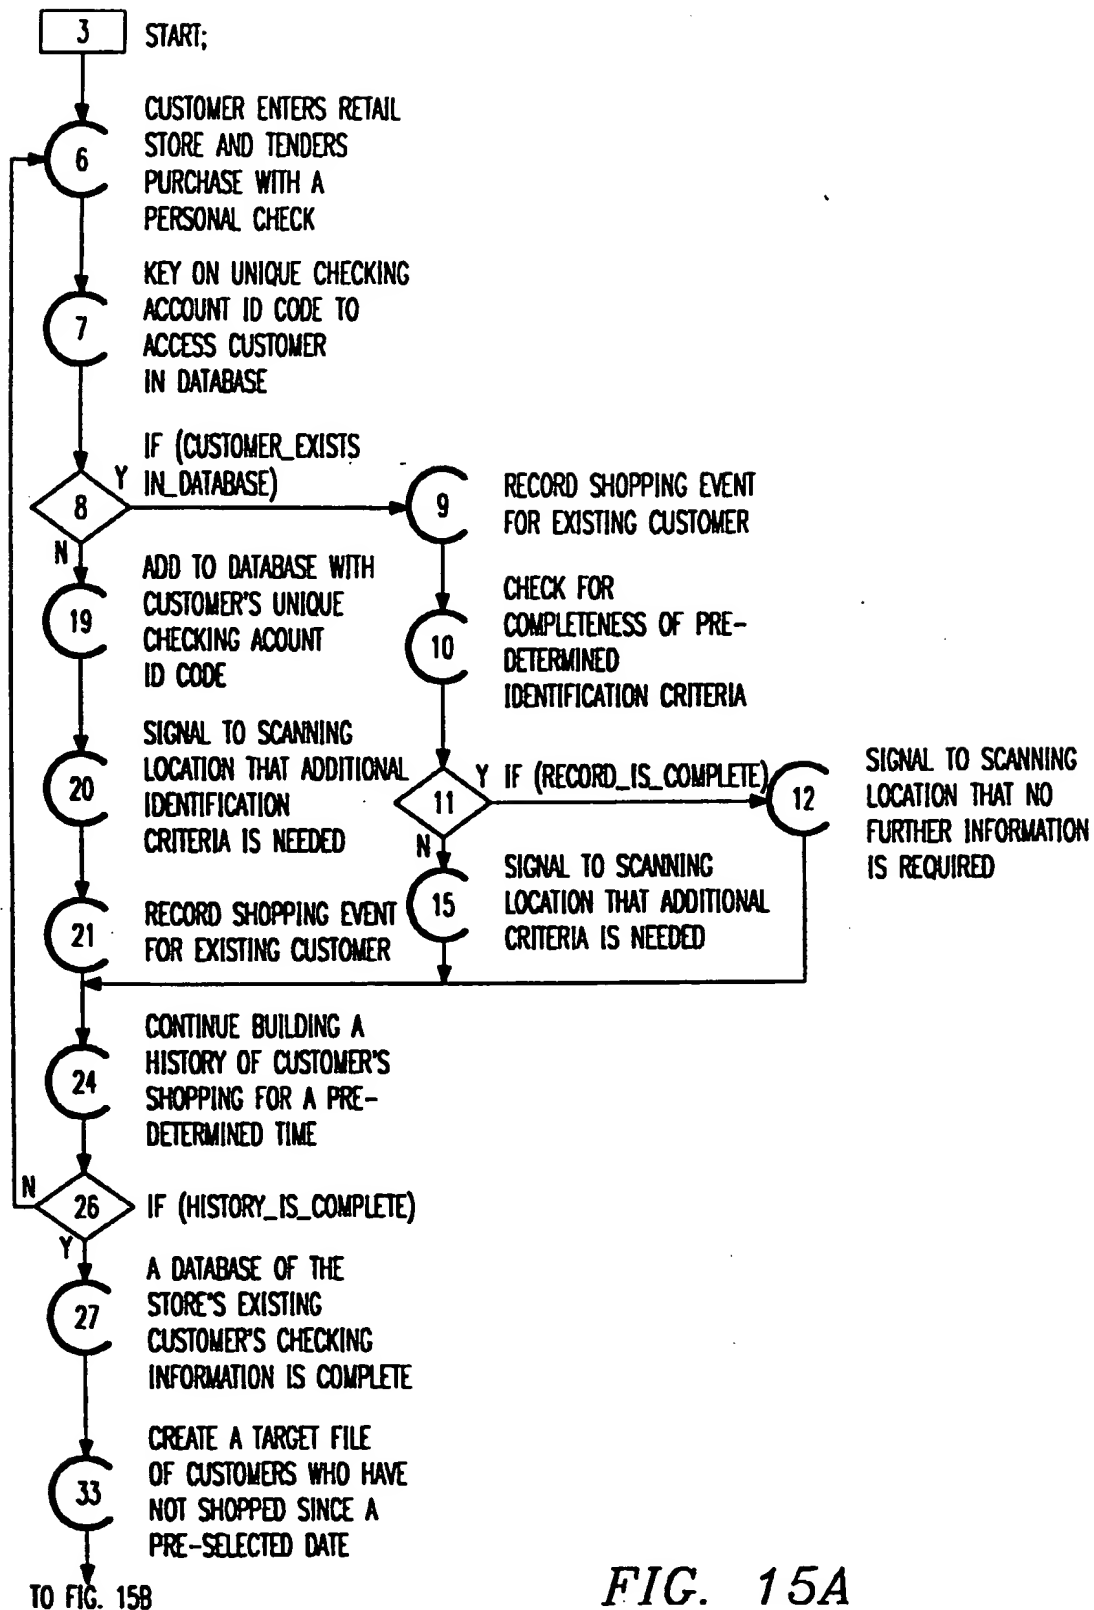 3
START;
6
CUSTOMER ENTERS RETAIL
STORE AND TENDERS
PURCHASE WITH A
PERSONAL CHECK
7
KEY ON UNIQUE CHECKING
ACCOUNT ID CODE TO
ACCESS CUSTOMER
IN DATABASE
8
Y
IF (CUSTOMER_EXISTS
IN_DATABASE)
N
9
RECORD SHOPPING EVENT
FOR EXISTING CUSTOMER
19
ADD TO DATABASE WITH
CUSTOMER'S UNIQUE
CHECKING ACOUNT
ID CODE
10
CHECK FOR
COMPLETENESS OF PRE-
DETERMINED
IDENTIFICATION CRITERIA
20
SIGNAL TO SCANNING
LOCATION THAT ADDITIONAL
IDENTIFICATION
CRITERIA IS NEEDED
11
Y IF (RECORD_IS_COMPLETE)
N
12
SIGNAL TO SCANNING
LOCATION THAT NO
FURTHER INFORMATION
IS REQUIRED
21
RECORD SHOPPING EVENT
FOR EXISTING CUSTOMER
15
SIGNAL TO SCANNING
LOCATION THAT ADDITIONAL
CRITERIA IS NEEDED
24
CONTINUE BUILDING A
HISTORY OF CUSTOMER'S
SHOPPING FOR A PRE-
DETERMINED TIME
N
26
IF (HISTORY_IS_COMPLETE)
Y
27
A DATABASE OF THE
STORE'S EXISTING
CUSTOMER'S CHECKING
INFORMATION IS COMPLETE
33
CREATE A TARGET FILE
OF CUSTOMERS WHO HAVE
NOT SHOPPED SINCE A
PRE-SELECTED DATE
TO FIG. 15B
FIG. 15A